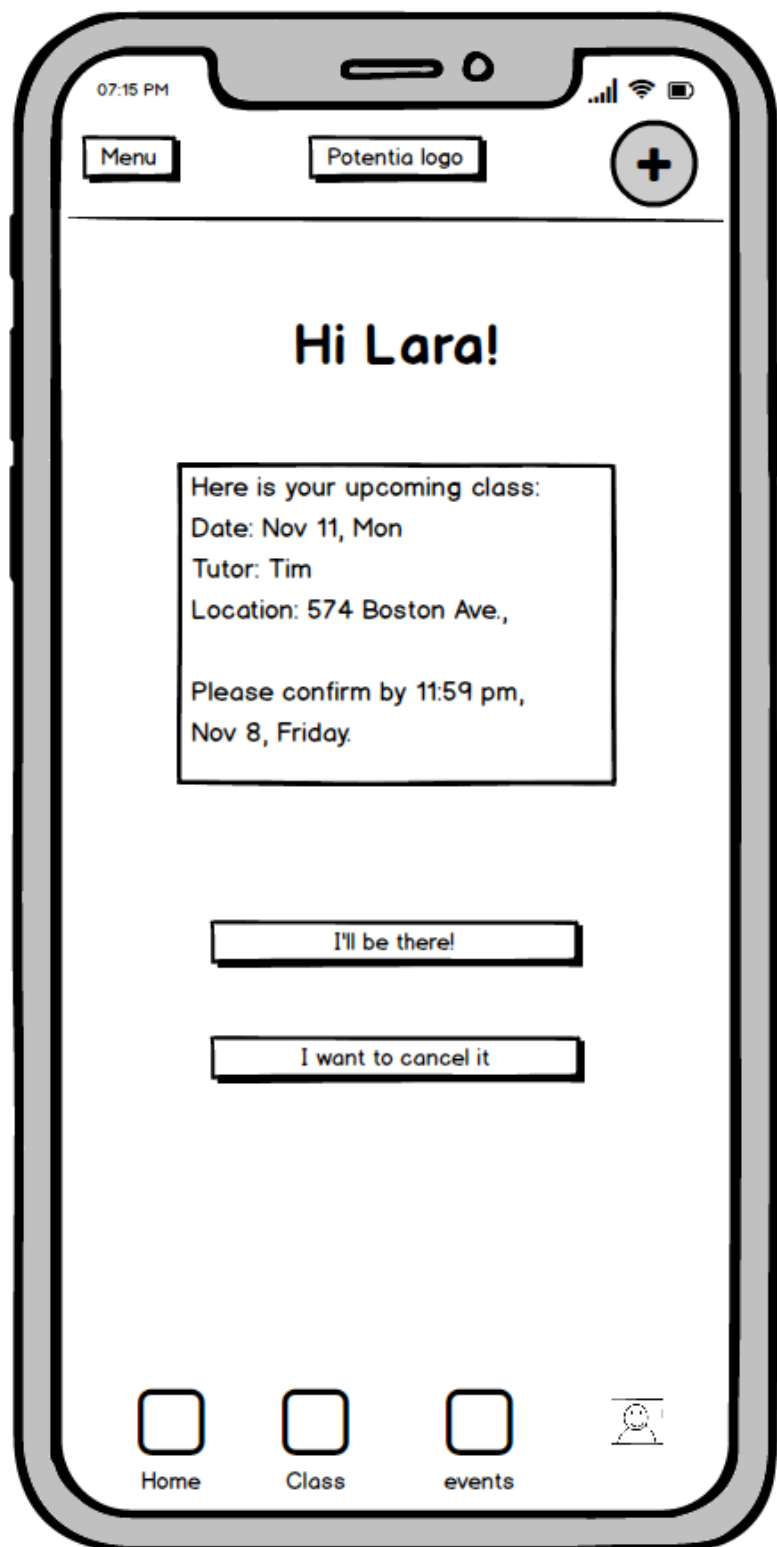 07:15 PM
Menu
Potentia logo
Hi Lara!
Here is your upcoming class:
Date: Nov 11, Mon
Tutor: Tim
Location: 574 Boston Ave.,
Please confirm by 11:59 pm,
Nov 8, Friday.
I'll be there!
I want to cancel it
Home
Class
events